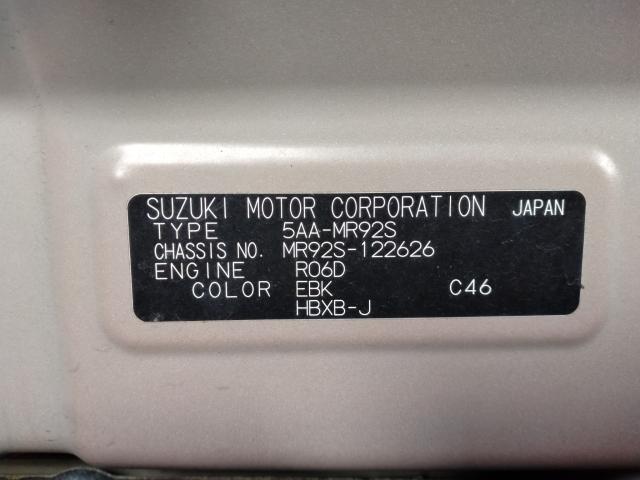 SUZUKI MOTOR CORPORATION JAPAN
TYPE 5AA-MR92S
CHASSIS NO. MR92S-122626
ENGINE R06D
COLOR EBK C46
HBXB-J